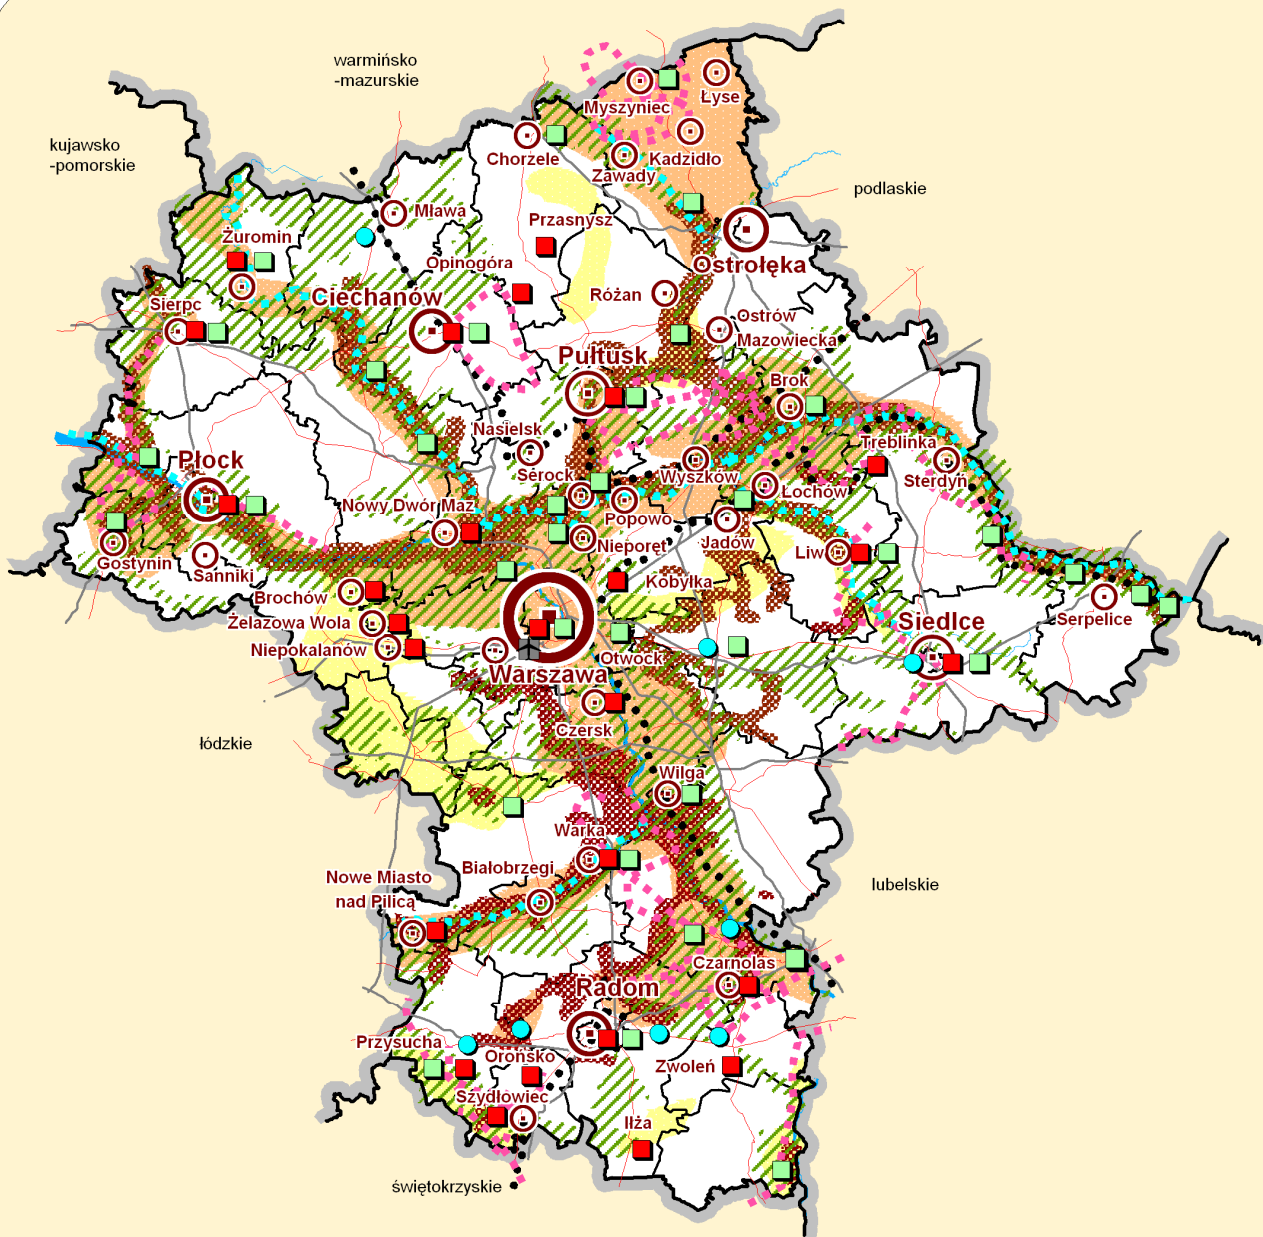 warmińsko
-mazurskie
kujawsko
-pomorskie
podlaskie
Myszyniec
Łyse
Chorzele
Kadzidło
Zawady
Mława
Przasnysz
Żuromin
Opinogóra
Ostrołęka
Ciechanów
Różan
Sierpc
Ostrów
Mazowiecka
Pułtusk
Brok
Nasielsk
Treblinka
Płock
Serock
Wyszków
Sterdyń
Łochów
Nowy Dwór Maz
Popowo
Nieporęt
Jadów
Liw
Gostynin
Sanniki
Kobyłka
Brochów
Serpelice
Żelazowa Wola
Siedlce
Niepokalanów
Otwock
Warszawa
Czersk
łódzkie
Wilga
Warka
Białobrzegi
Nowe Miasto
nad Pilicą
lubelskie
Czarnolas
Radom
Przysucha
Orońsko
Zwoleń
Szydłowiec
Iłża
świętokrzyskie